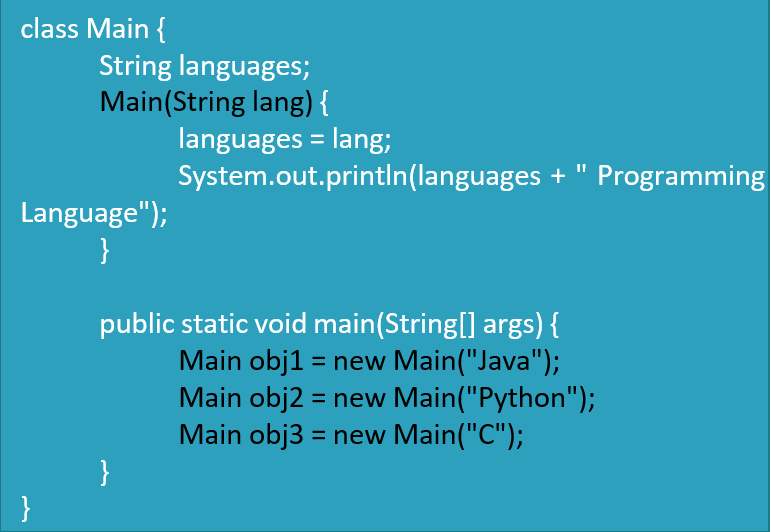 class Main {
String languages;
Main(String lang) {
languages = lang;
System.out.println(languages + " Programming
Language");
}
public static void main(String[] args) {
Main obj1 = new Main("Java");
Main obj2 = new Main("Python");
Main obj3 = new Main("C");
}
}